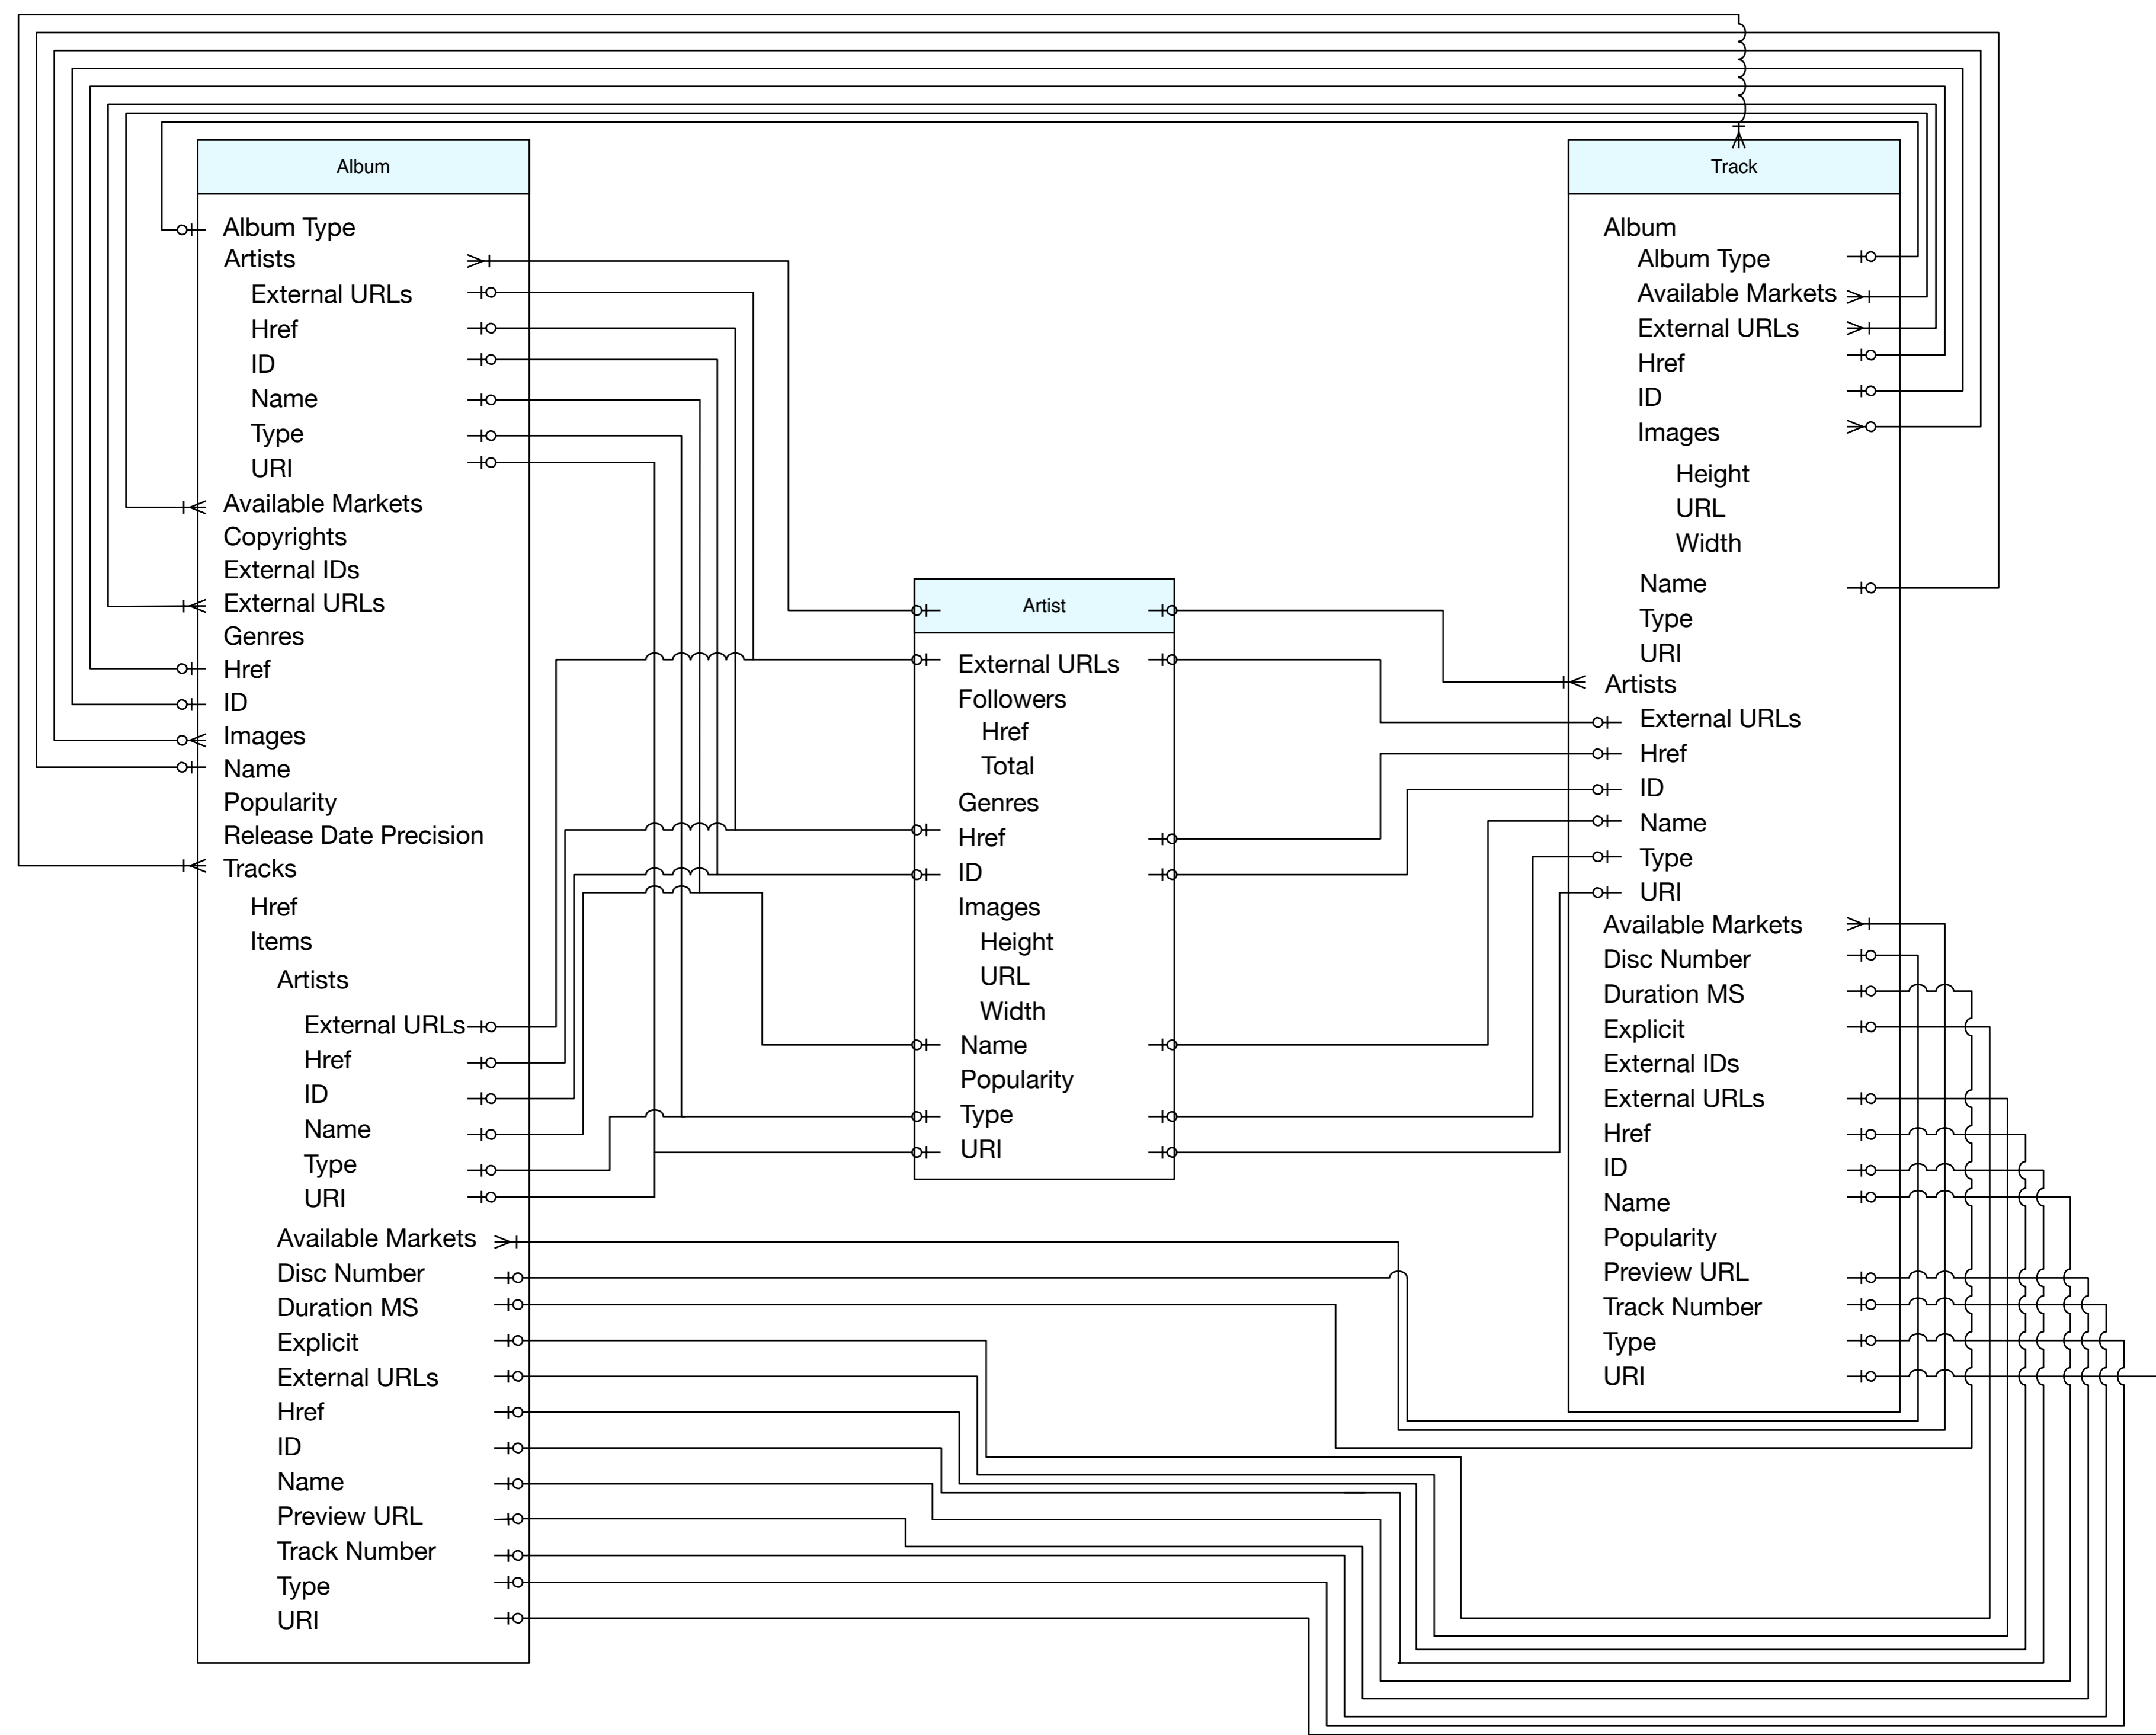 Album
Album Type
Artists
External URLs
Href
ID
Name
Type
URI
Available Markets
Copyrights
External IDs
External URLs
Genres
Href
ID
Images
Name
Popularity
Release Date Precision
Tracks
Href
Items
Artists
External URLs
Href
ID
Name
Type
URI
Available Markets
Disc Number
Duration MS
Explicit
External URLs
Href
ID
Name
Preview URL
Track Number
Type
URI
Artist
External URLs
Followers
Href
Total
Genres
Href
ID
Images
Height
URL
Width
Name
Popularity
Type
URI
Track
Album
Album Type
Available Markets
External URLs
Href
ID
Images
Height
URL
Width
Name
Type
URI
Artists
External URLs
Href
ID
Name
Type
URI
Available Markets
Disc Number
Duration MS
Explicit
External IDs
External URLs
Href
ID
Name
Popularity
Preview URL
Track Number
Type
URI